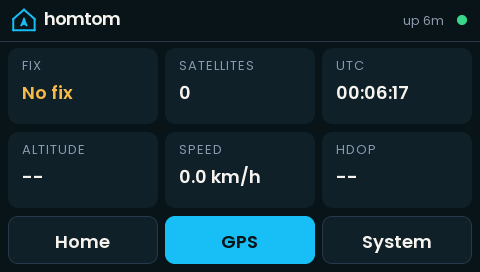 homtom
up 6m
FIX
No fix
SATELLITES
0
UTC
00:06:17
ALTITUDE
--
SPEED
0.0 km/h
HDOP
--
Home
GPS
System